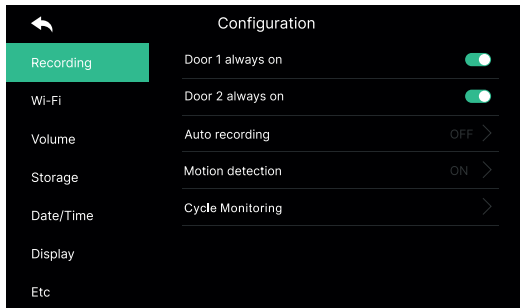 Configuration
Recording
Door 1 always on
Wi-Fi
Door 2 always on
Volume
Auto recording OFF
Storage
Motion detection ON
Date/Time
Cycle Monitoring
Display
Etc